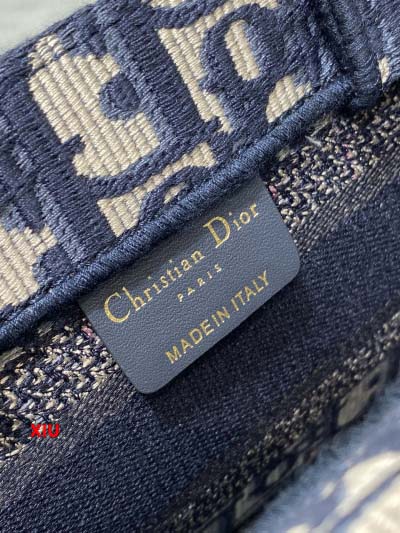 Christian Dior
PARIS
MADE IN ITALY
XIU